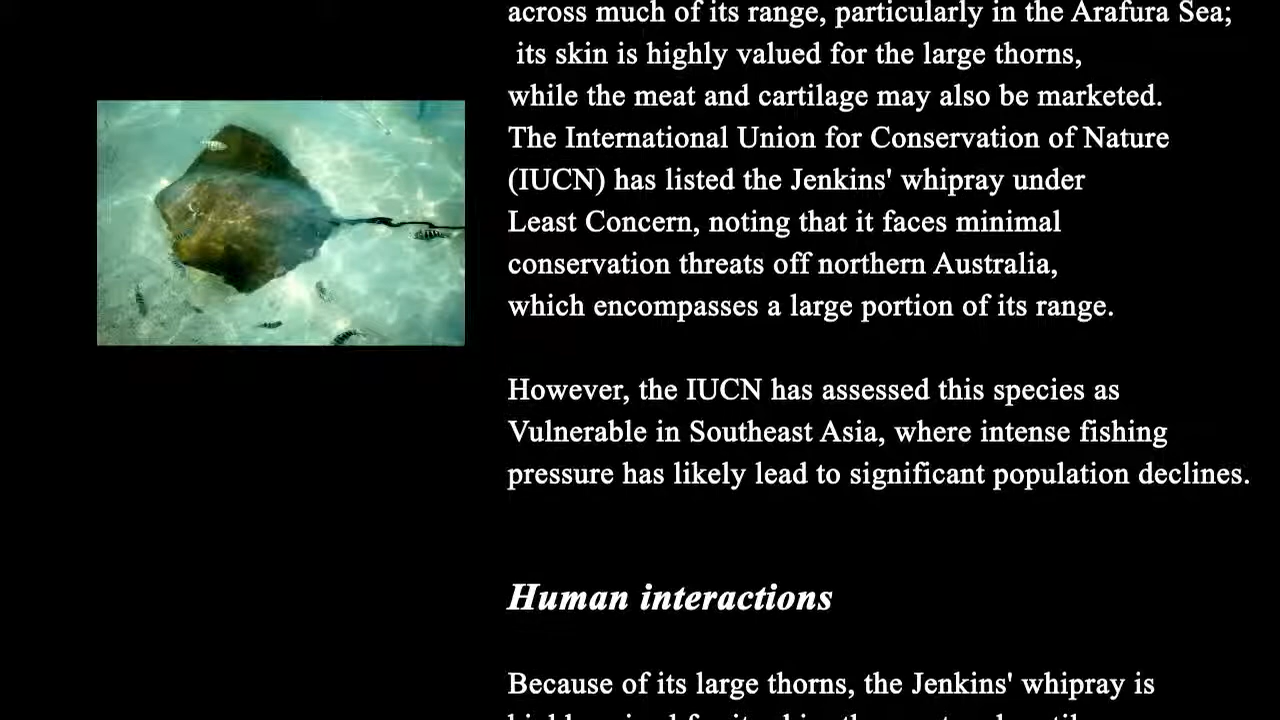 across much of its range, particularly in the Arafura Sea;
its skin is highly valued for the large thorns,
while the meat and cartilage may also be marketed.
The International Union for Conservation of Nature
(IUCN) has listed the Jenkins' whipray under
Least Concern, noting that it faces minimal
conservation threats off northern Australia,
which encompasses a large portion of its range.
However, the IUCN has assessed this species as
Vulnerable in Southeast Asia, where intense fishing
pressure has likely lead to significant population declines.
Human interactions
Because of its large thorns, the Jenkins' whipray is